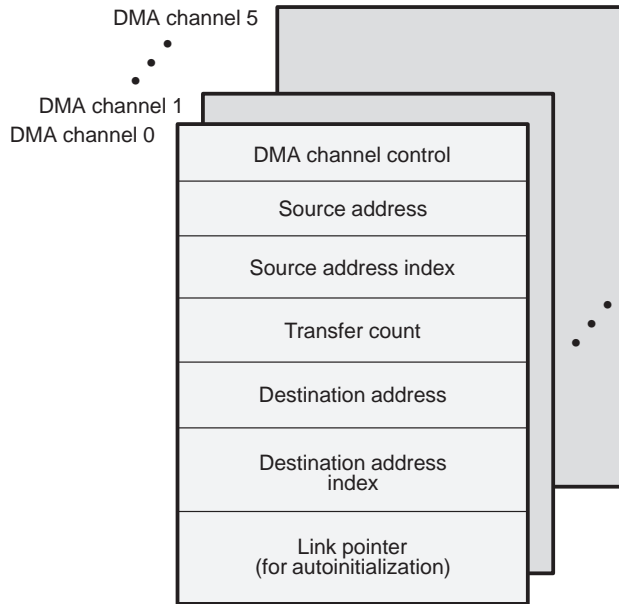 DMA channel 5
DMA channel 1
DMA channel 0
DMA channel control
Source address
Source address index
Transfer count
Destination address
Destination address
index
Link pointer
(for autoinitialization)